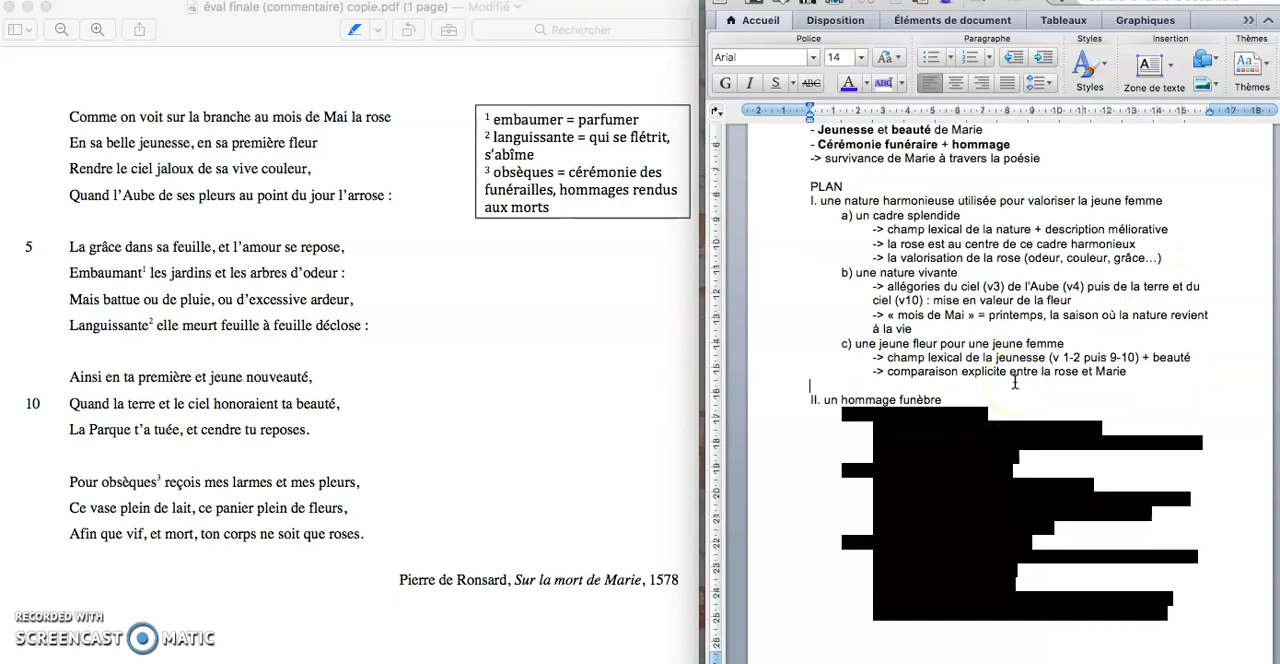 éval finale (commentaire) copie.pdf (1 page) — Modifié
Rechercher
Comme on voit sur la branche au mois de Mai la rose
En sa belle jeunesse, en sa première fleur
Rendre le ciel jaloux de sa vive couleur,
Quand l'Aube de ses pleurs au point du jour l'arrose :
5 La grâce dans sa feuille, et l'amour se repose,
Embaumant¹ les jardins et les arbres d'odeur :
Mais battue ou de pluie, ou d'excessive ardeur,
Languissante² elle meurt feuille à feuille déclose :
Ainsi en ta première et jeune nouveauté,
10 Quand la terre et le ciel honoraient ta beauté,
La Parque t'a tuée, et cendre tu reposes.
Pour obsèques³ reçois mes larmes et mes pleurs,
Ce vase plein de lait, ce panier plein de fleurs,
Afin que vif, et mort, ton corps ne soit que roses.
Pierre de Ronsard, Sur la mort de Marie, 1578
¹ embaumer = parfumer
² languissante = qui se flétrit,
s'abîme
³ obsèques = cérémonie des
funérailles, hommages rendus
aux morts
RECORDED WITH
SCREENCAST MATIC
Accueil Disposition Éléments de document Tableaux Graphiques
Police Paragraphe Styles Insertion Thèmes
Arial 14
Styles Zone de texte Thèmes
- Jeunesse et beauté de Marie
- Cérémonie funéraire + hommage
-> survivance de Marie à travers la poésie
PLAN
I. une nature harmonieuse utilisée pour valoriser la jeune femme
a) un cadre splendide
-> champ lexical de la nature + description méliorative
-> la rose est au centre de ce cadre harmonieux
-> la valorisation de la rose (odeur, couleur, grâce…)
b) une nature vivante
-> allégories du ciel (v3) de l'Aube (v4) puis de la terre et du
ciel (v10) : mise en valeur de la fleur
-> « mois de Mai » = printemps, la saison où la nature revient
à la vie
c) une jeune fleur pour une jeune femme
-> champ lexical de la jeunesse (v 1-2 puis 9-10) + beauté
-> comparaison explicite entre la rose et Marie
II. un hommage funèbre